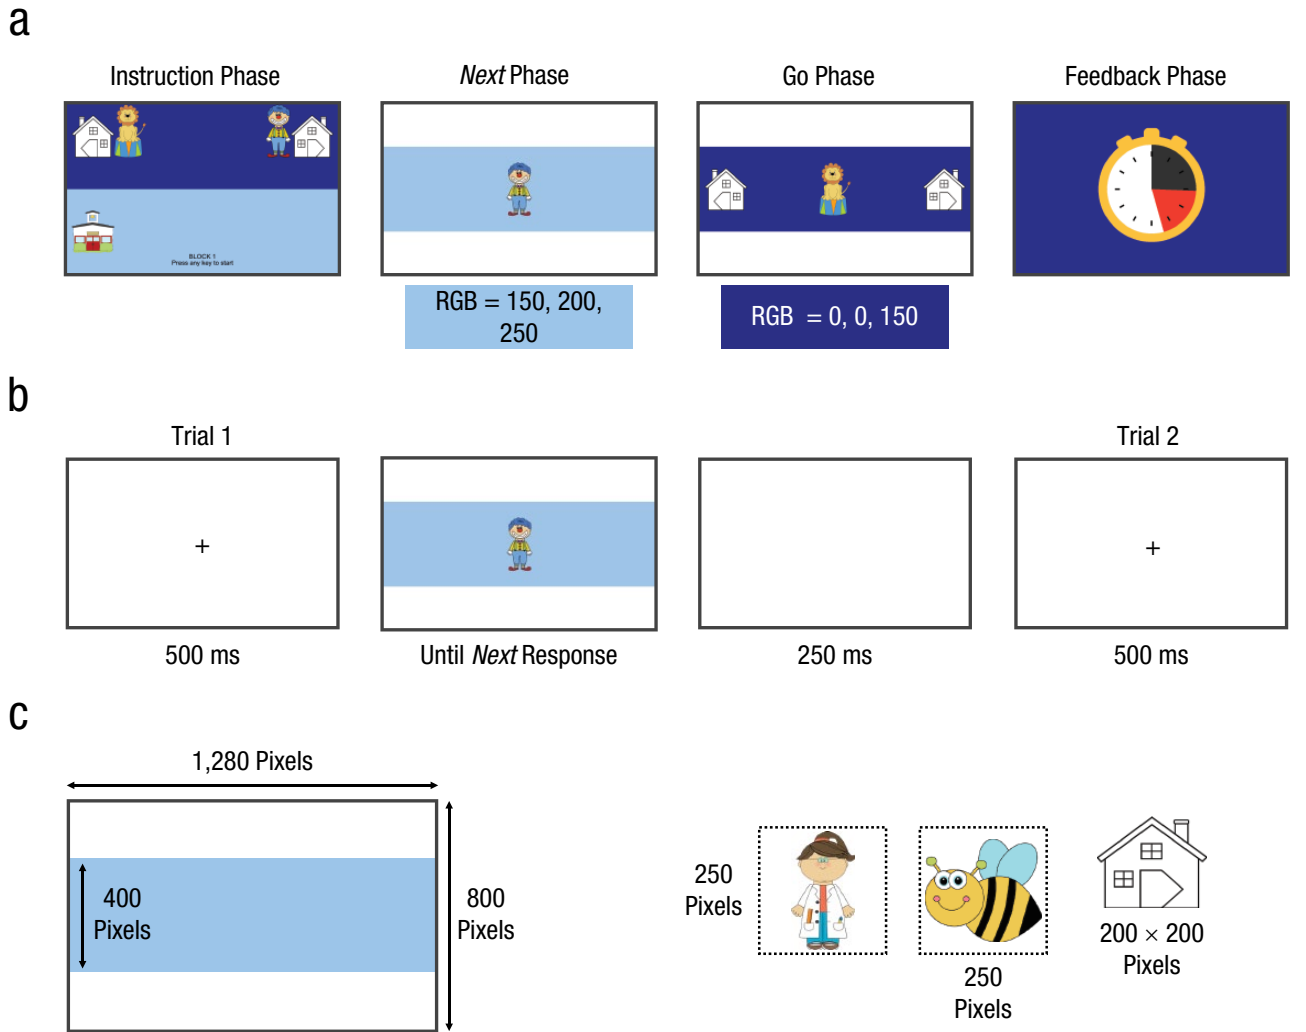 a
Instruction Phase
Next Phase
Go Phase
Feedback Phase
BLOCK 1
Press any key to start
RGB = 150, 200,
250
RGB = 0, 0, 150
b
Trial 1
Trial 2
+
+
500 ms
Until Next Response
250 ms
500 ms
c
1,280 Pixels
400
Pixels
800
Pixels
250
Pixels
250
Pixels
200 × 200
Pixels